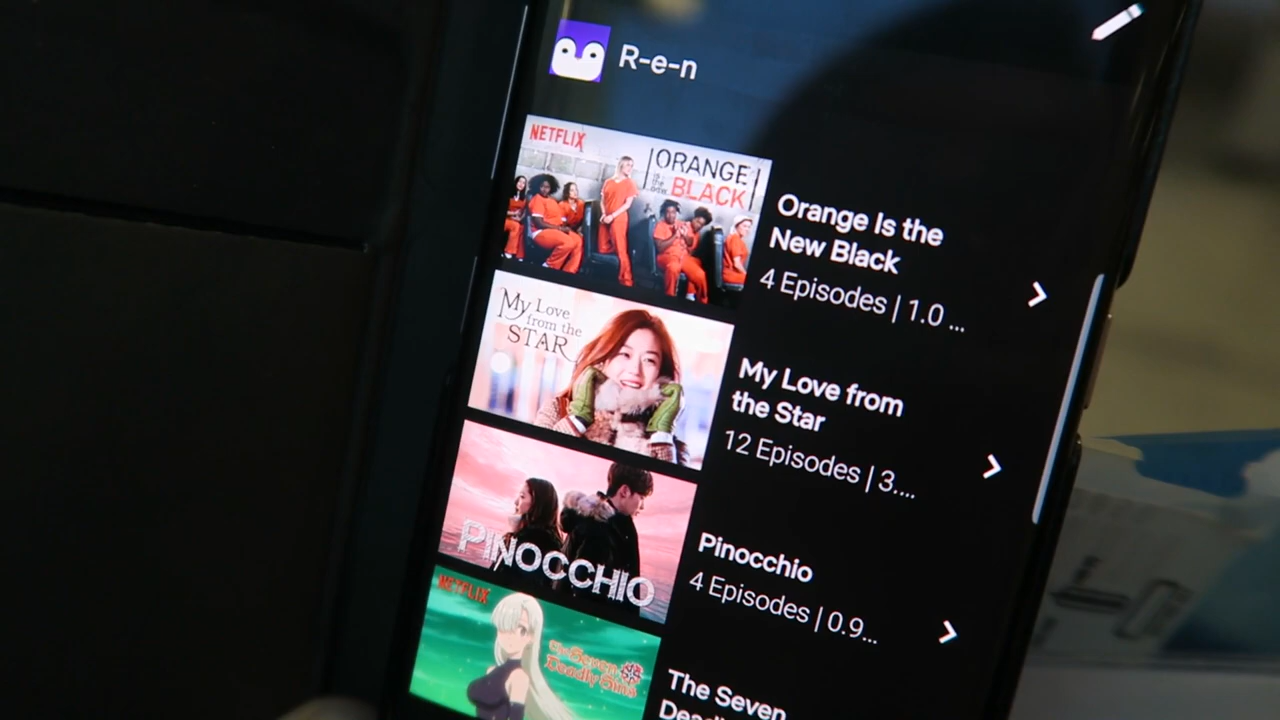 R-e-n
NETFLIX
ORANGE
is the new
BLACK
Orange Is the
New Black
4 Episodes | 1.0 ...
My Love
from the
STAR
My Love from
the Star
12 Episodes | 3....
PINOCCHIO
Pinocchio
4 Episodes | 0.9...
NETFLIX
The Seven
Deadly Sins
The Seven